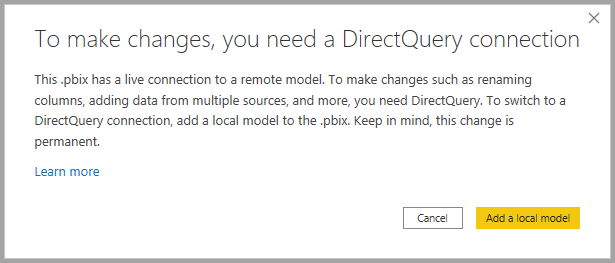 To make changes, you need a DirectQuery connection
This .pbix has a live connection to a remote model. To make changes such as renaming
columns, adding data from multiple sources, and more, you need DirectQuery. To switch to a
DirectQuery connection, add a local model to the .pbix. Keep in mind, this change is
permanent.
Learn more
Cancel
Add a local model